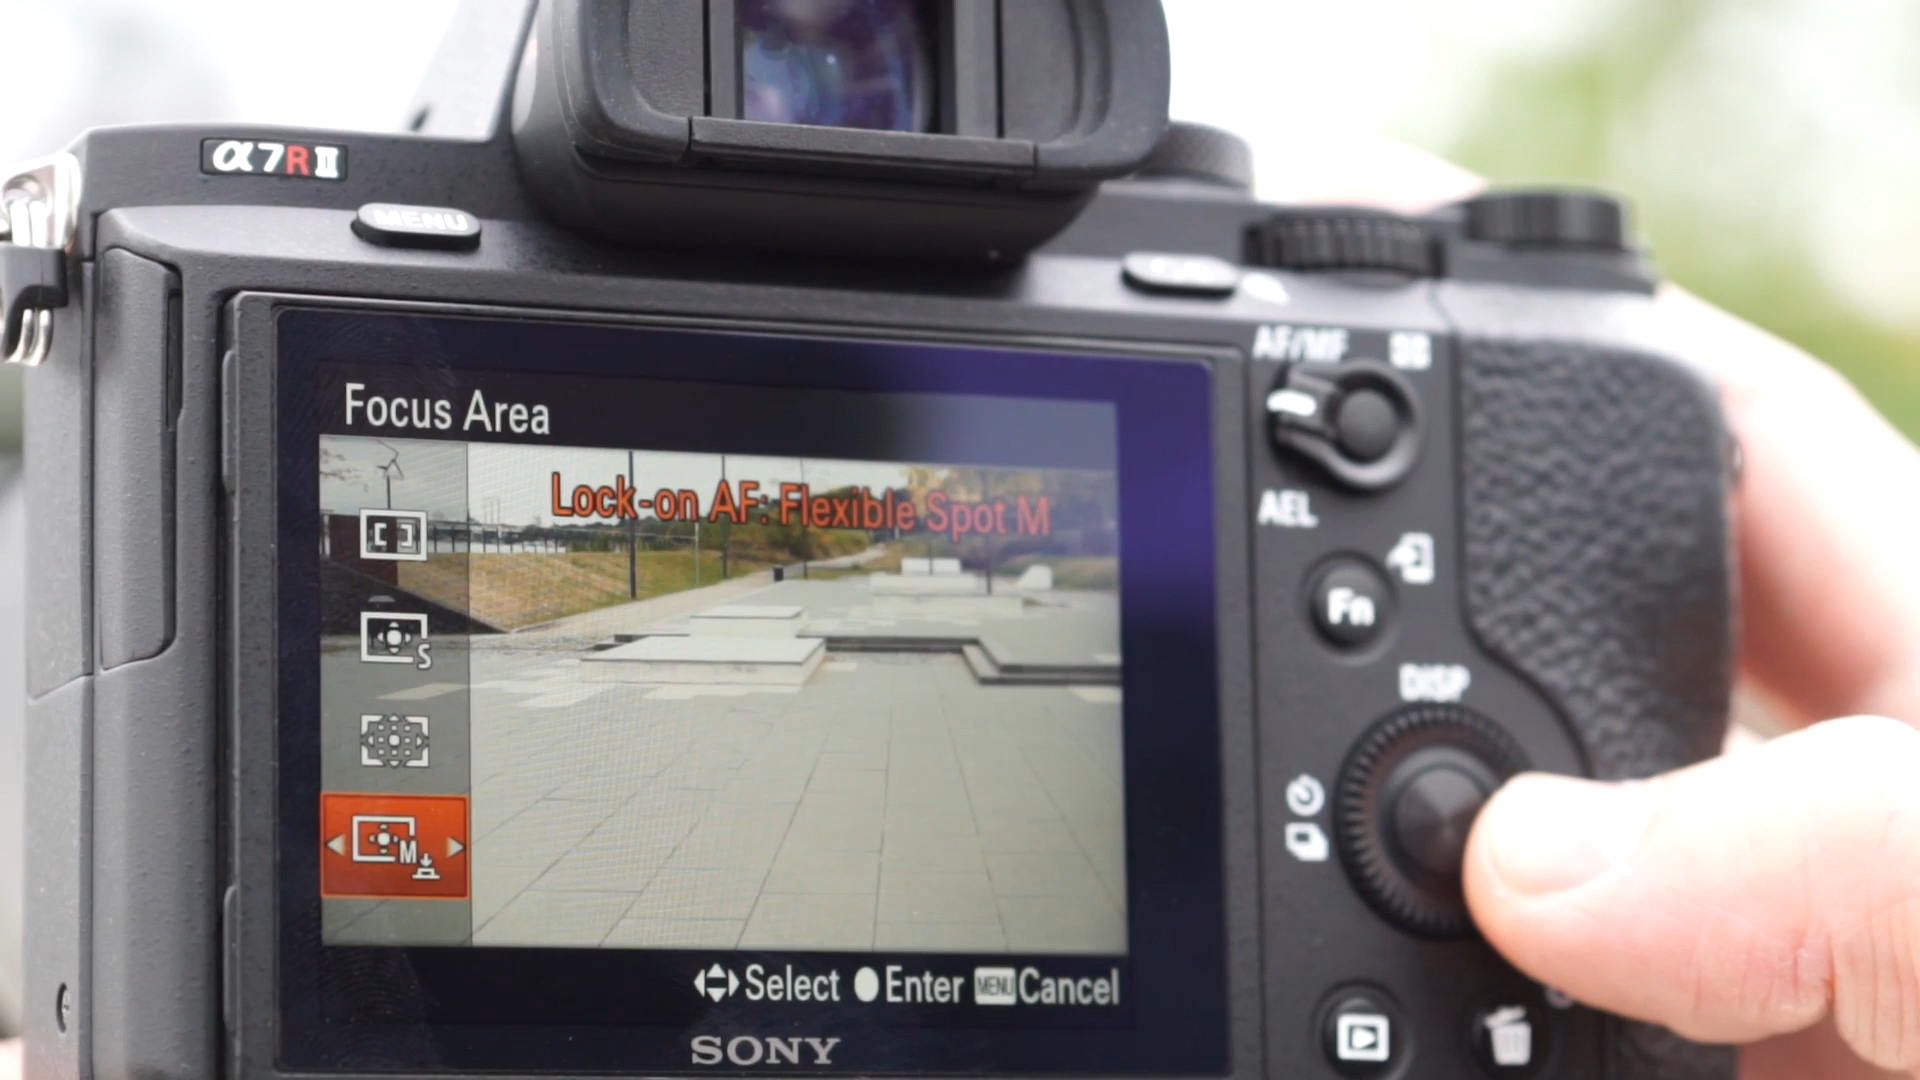 α7RII
MENU
AF/MF
Focus Area
Lock-on AF: Flexible Spot M
AEL
S
Fn
DISP
M
Select Enter MENU Cancel
SONY